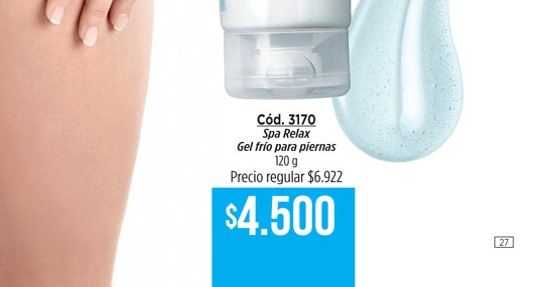 Cód. 3170
Spa Relax
Gel frío para piernas
120 g
Precio regular $6.922
$4.500
27